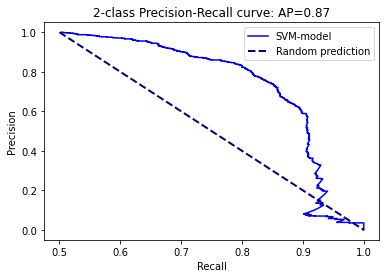 2-class Precision-Recall curve: AP=0.87
SVM-model
Random prediction
Precision
1.0
0.8
0.6
0.4
0.2
0.0
0.5 0.6 0.7 0.8 0.9 1.0
Recall